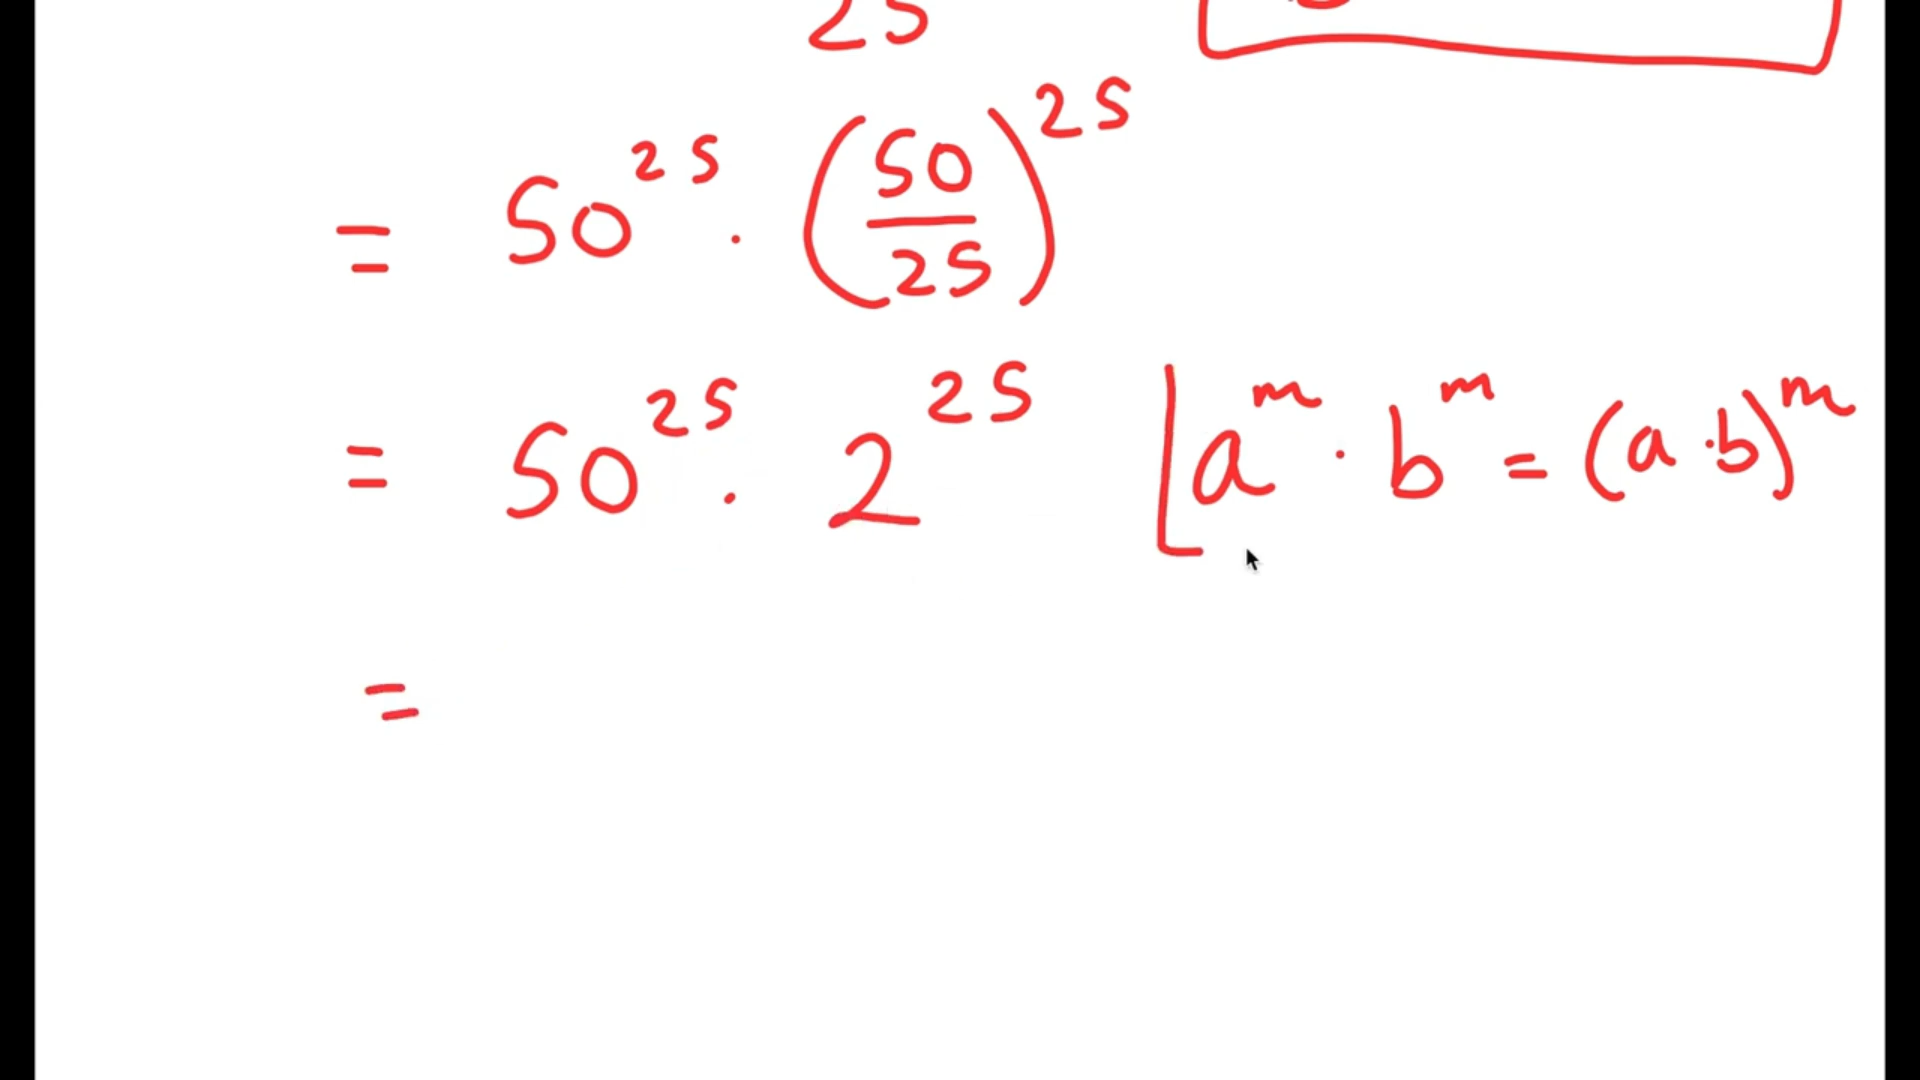 25
= 50^25 · (50/25)^25
= 50^25 · 2^25 [a^m · b^m = (a·b)^m
=